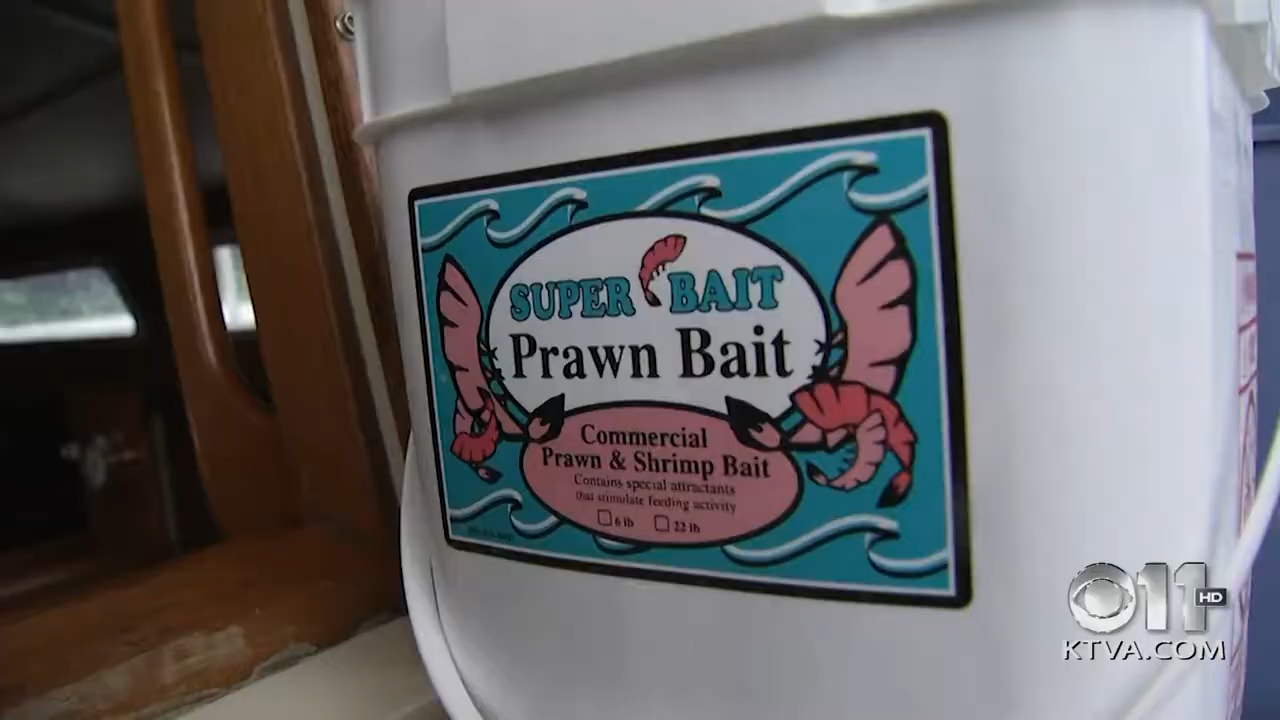 SUPER BAIT
Prawn Bait
Commercial
Prawn & Shrimp Bait
Contains special attractants
that stimulate feeding activity
6 lb 22 lb
11 HD
KTVA.COM